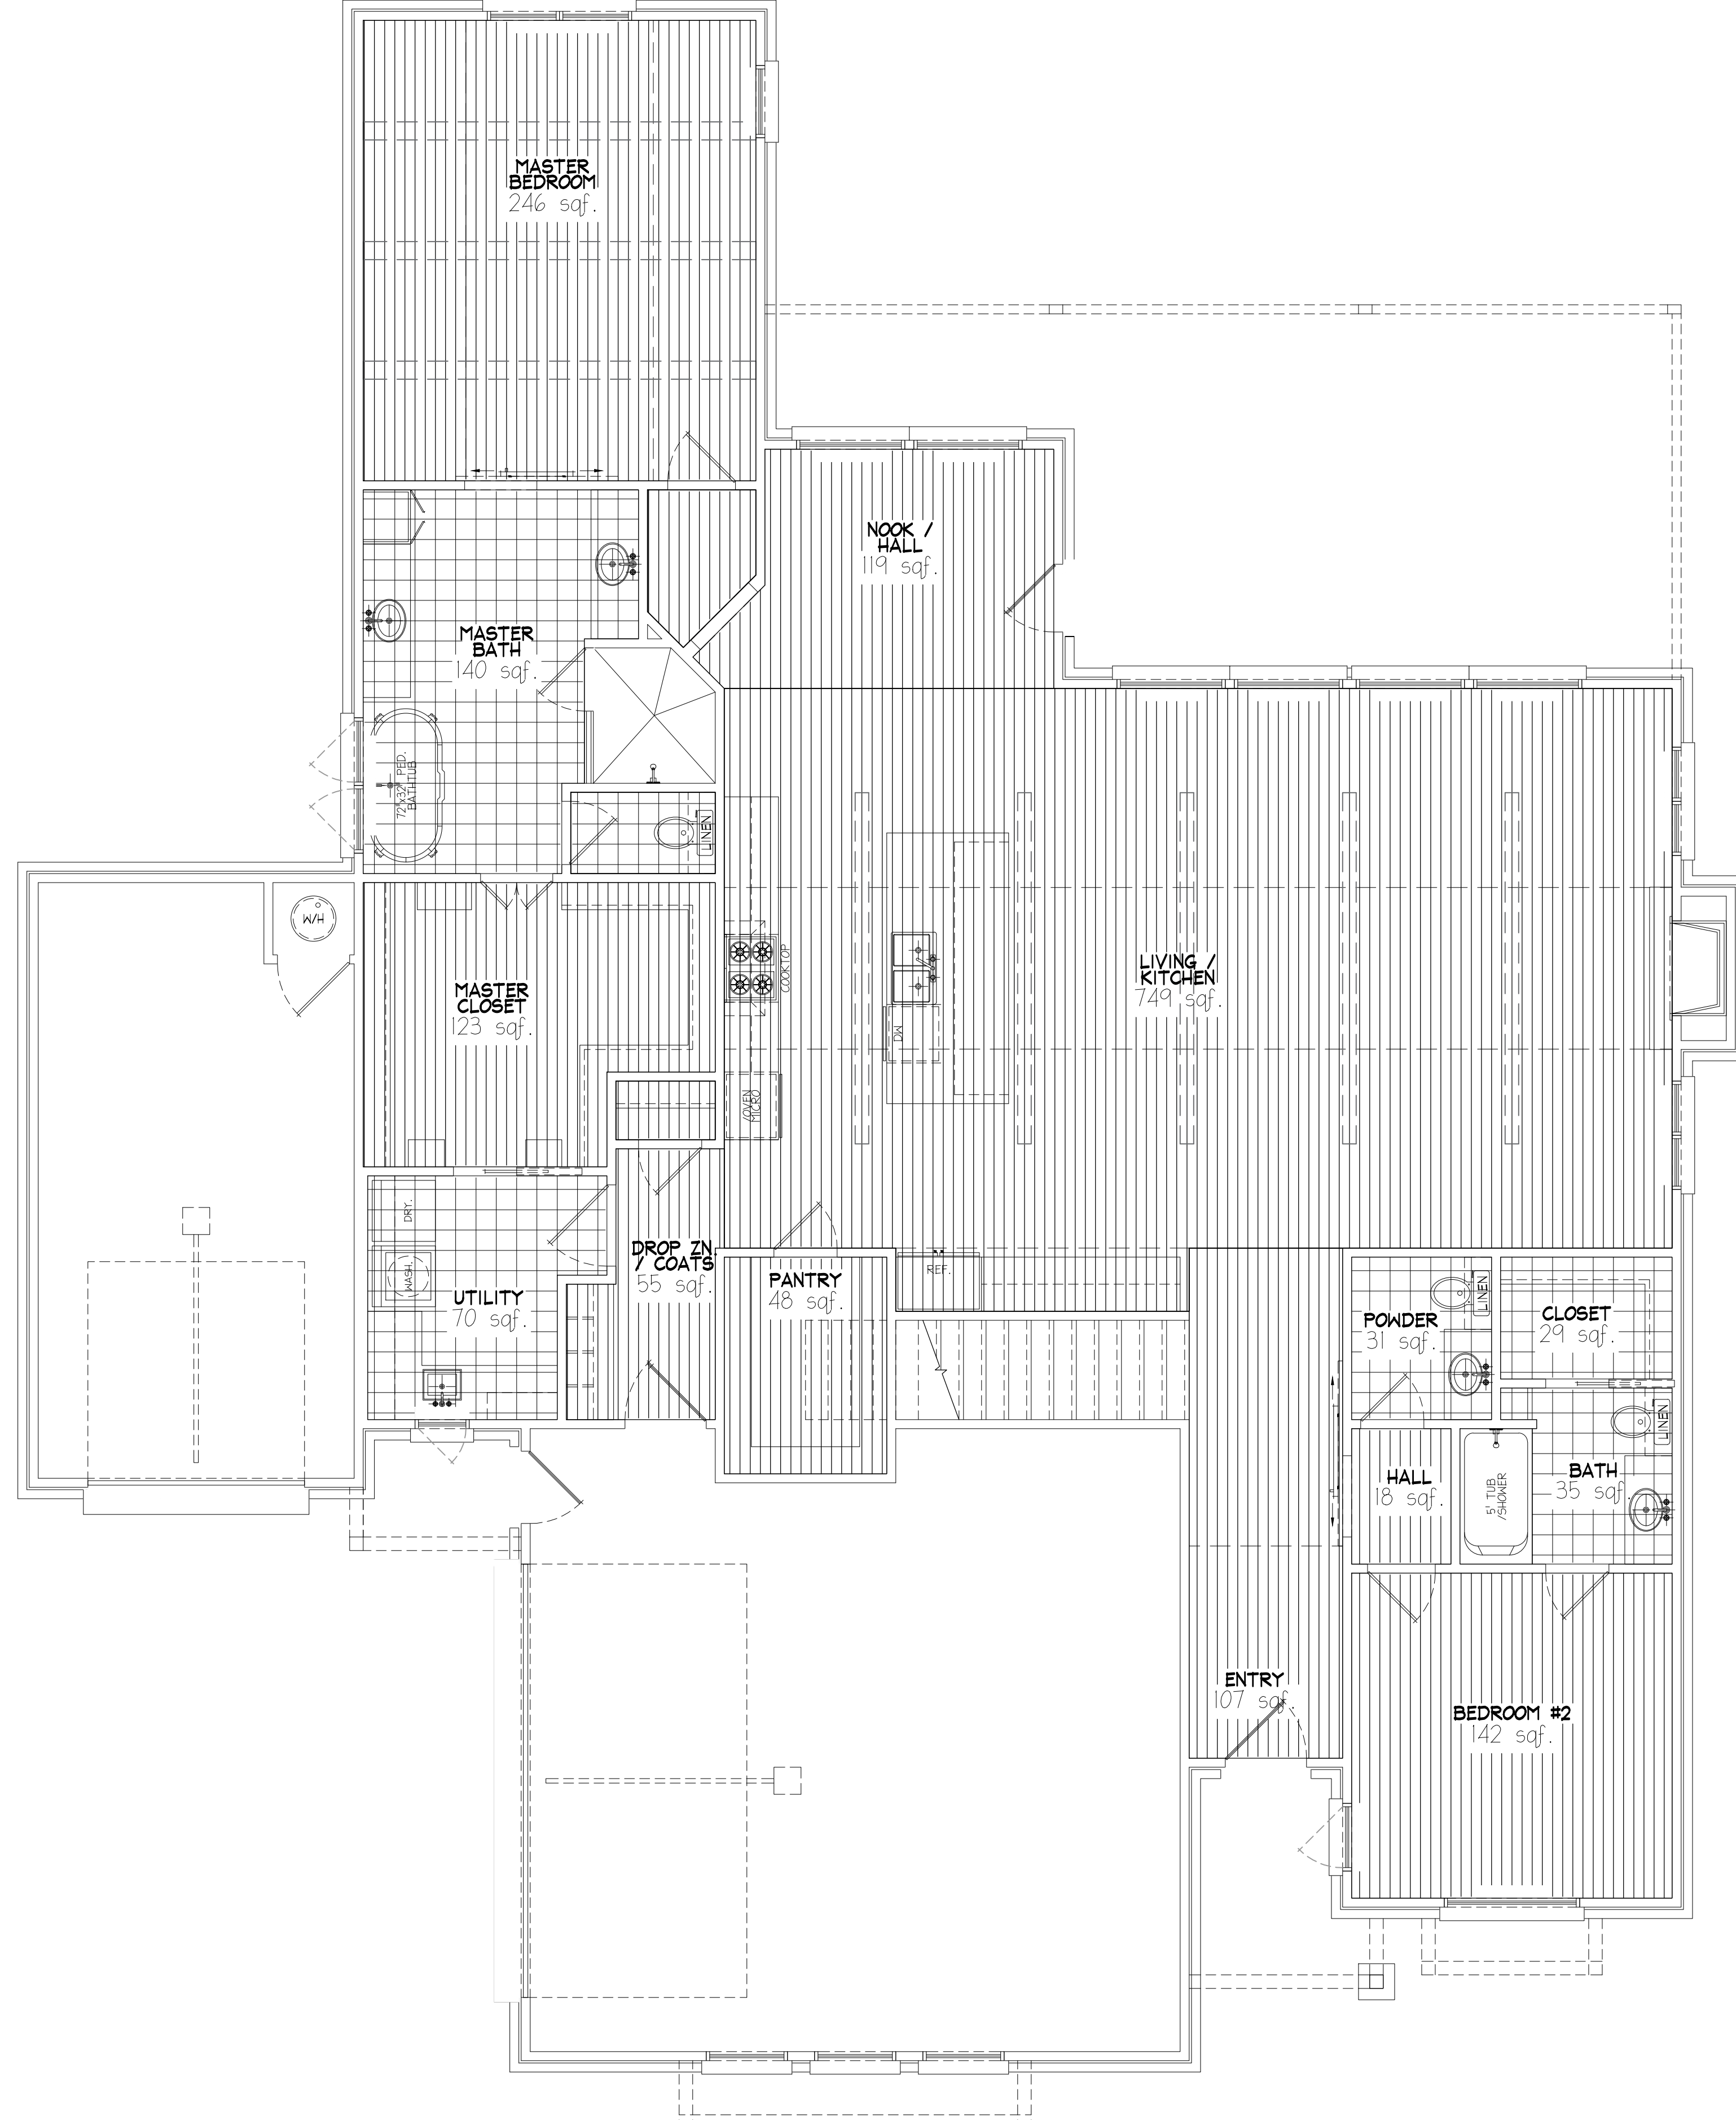 MASTER
BEDROOM
246 sqf.
NOOK /
HALL
119 sqf.
MASTER
BATH
140 sqf.
72"x32" PED.
BATHTUB
LINEN
W/H
MASTER
CLOSET
123 sqf.
COOKTOP
LIVING /
KITCHEN
749 sqf.
DW
/OVEN
MICRO
DRY.
WASH.
UTILITY
70 sqf.
DROP ZN.
/ COATS
55 sqf.
PANTRY
48 sqf.
REF.
POWDER
31 sqf.
LINEN
CLOSET
29 sqf.
LINEN
HALL
18 sqf.
5' TUB
/SHOWER
BATH
35 sqf.
ENTRY
107 sqf.
BEDROOM #2
142 sqf.